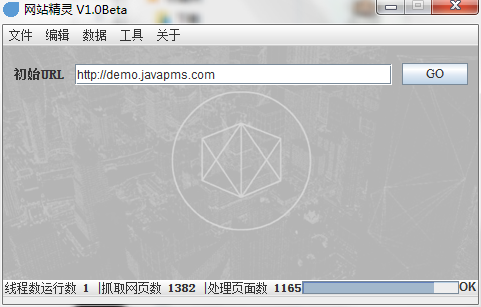 网站精灵 V1.0Beta
文件 编辑 数据 工具 关于
初始URL http://demo.javapms.com GO
线程数运行数 1 |抓取网页数 1382 |处理页面数 1165 OK